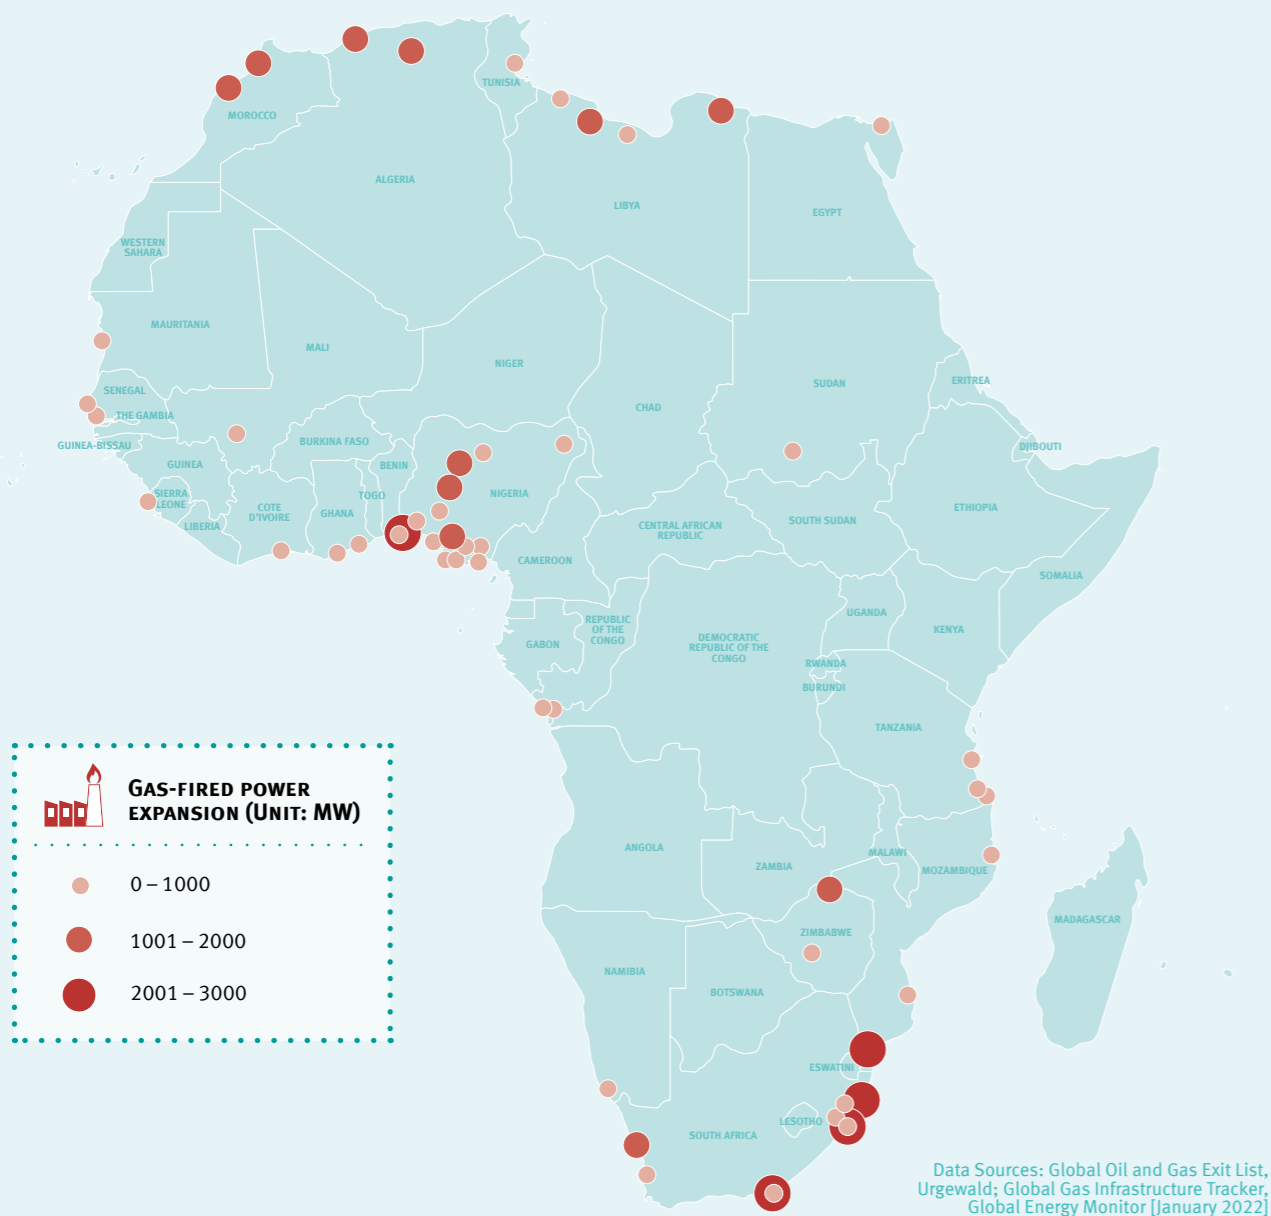 TUNISIA
MOROCCO
ALGERIA
LIBYA
EGYPT
WESTERN
SAHARA
MAURITANIA
MALI
NIGER
CHAD
SUDAN
ERITREA
SENEGAL
THE GAMBIA
GUINEA-BISSAU
BURKINA FASO
DJIBOUTI
GUINEA
BENIN
SIERRA
LEONE
TOGO
NIGERIA
COTE
D'IVOIRE
GHANA
LIBERIA
ETHIOPIA
CENTRAL AFRICAN
REPUBLIC
SOUTH SUDAN
CAMEROON
SOMALIA
UGANDA
KENYA
REPUBLIC
OF THE
CONGO
GABON
DEMOCRATIC
REPUBLIC OF THE
CONGO
RWANDA
BURUNDI
TANZANIA
GAS-FIRED POWER
EXPANSION (UNIT: MW)
0 – 1000
1001 – 2000
2001 – 3000
ANGOLA
ZAMBIA
MALAWI
MOZAMBIQUE
MADAGASCAR
ZIMBABWE
NAMIBIA
BOTSWANA
ESWATINI
LESOTHO
SOUTH AFRICA
Data Sources: Global Oil and Gas Exit List,
Urgewald; Global Gas Infrastructure Tracker,
Global Energy Monitor [January 2022]